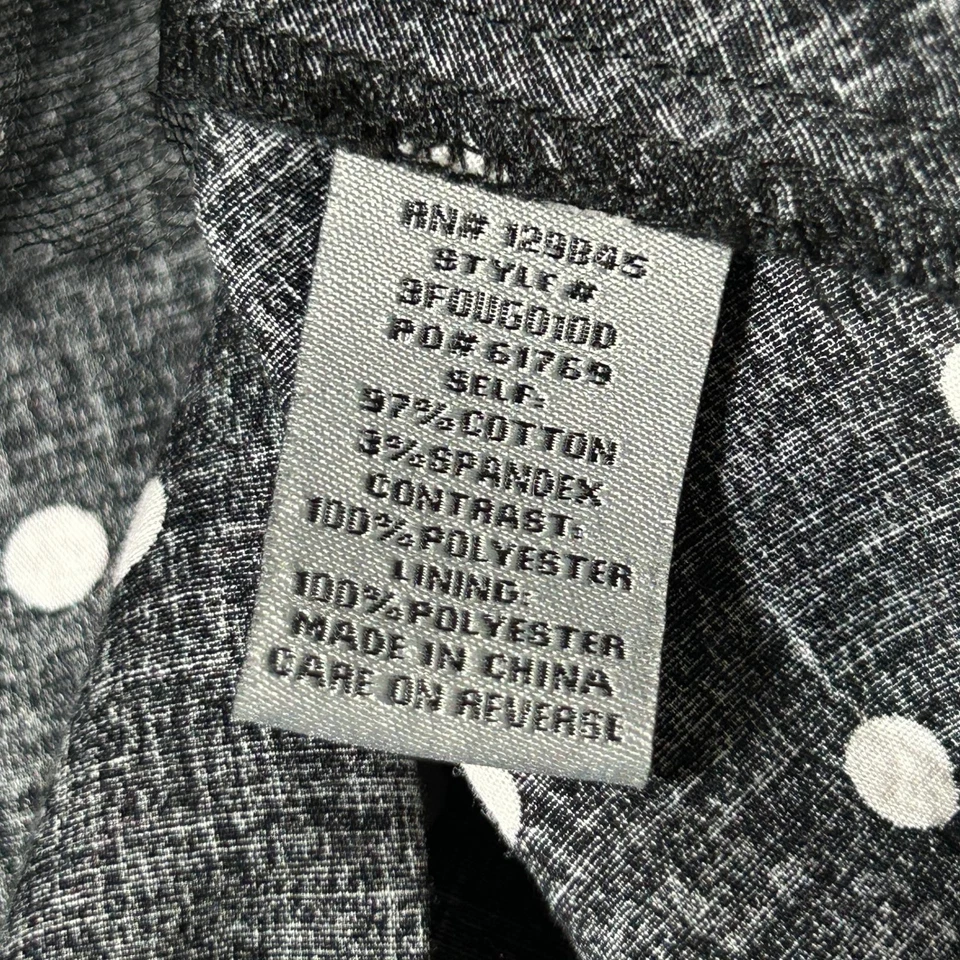 RN# 129845
STYLE #
9FOUGD10D
PO# 61769
SELF:
97% COTTON
3% SPANDEX
CONTRAST:
100% POLYESTER
LINING:
100% POLYESTER
MADE IN CHINA
CARE ON REVERSE